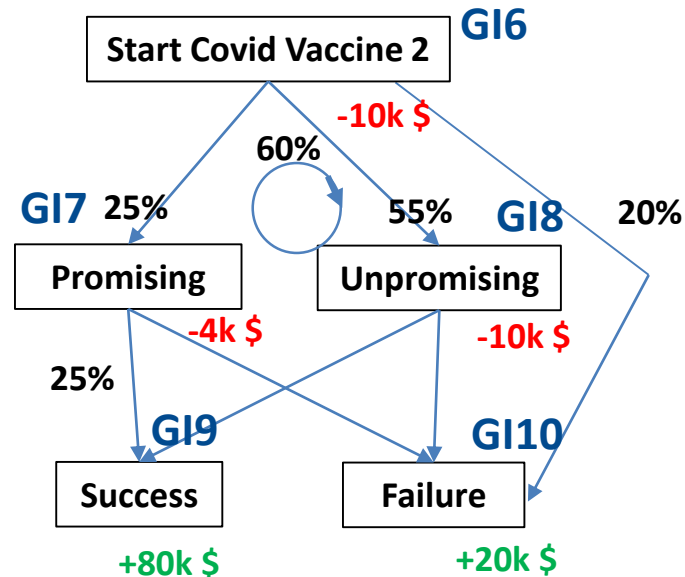 GI6
Start Covid Vaccine 2
-10k $
60%
GI7
25%
55%
GI8
20%
Promising
Unpromising
-4k $
-10k $
25%
GI9
GI10
Success
Failure
+80k $
+20k $